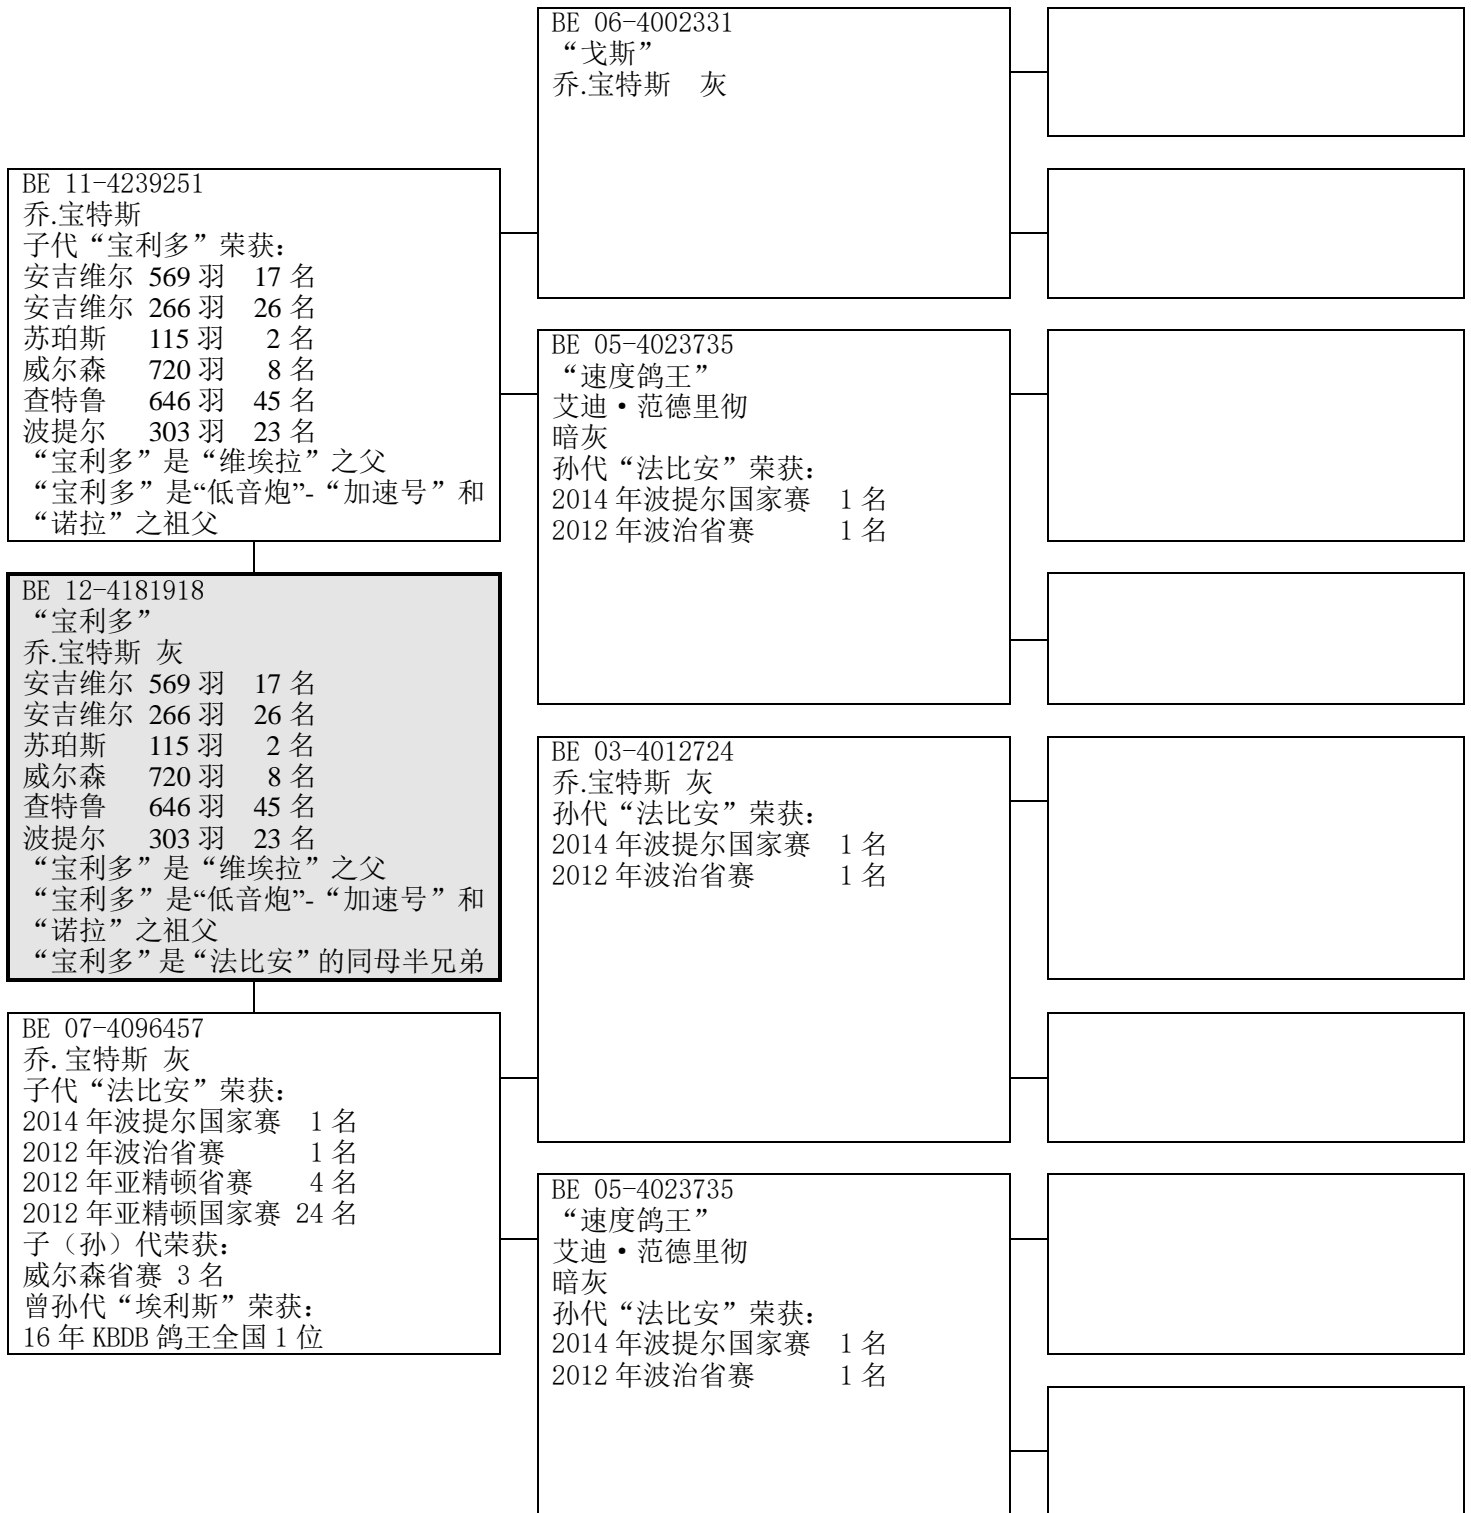 BE 06-4002331
“戈斯”
乔.宝特斯 灰
BE 11-4239251
乔.宝特斯
子代“宝利多”荣获：
安吉维尔 569 羽 17 名
安吉维尔 266 羽 26 名
苏珀斯 115 羽 2 名
威尔森 720 羽 8 名
查特鲁 646 羽 45 名
波提尔 303 羽 23 名
“宝利多”是“维埃拉”之父
“宝利多”是“低音炮”-“加速号”和
“诺拉”之祖父
BE 05-4023735
“速度鸽王”
艾迪·范德里彻
暗灰
孙代“法比安”荣获：
2014 年波提尔国家赛 1 名
2012 年波治省赛 1 名
BE 12-4181918
“宝利多”
乔.宝特斯 灰
安吉维尔 569 羽 17 名
安吉维尔 266 羽 26 名
苏珀斯 115 羽 2 名
威尔森 720 羽 8 名
查特鲁 646 羽 45 名
波提尔 303 羽 23 名
“宝利多”是“维埃拉”之父
“宝利多”是“低音炮”-“加速号”和
“诺拉”之祖父
“宝利多”是“法比安”的同母半兄弟
BE 03-4012724
乔.宝特斯 灰
孙代“法比安”荣获：
2014 年波提尔国家赛 1 名
2012 年波治省赛 1 名
BE 07-4096457
乔.宝特斯 灰
子代“法比安”荣获：
2014 年波提尔国家赛 1 名
2012 年波治省赛 1 名
2012 年亚精顿省赛 4 名
2012 年亚精顿国家赛 24 名
子（孙）代荣获：
威尔森省赛 3 名
曾孙代“埃利斯”荣获：
16 年 KBDB 鸽王全国 1 位
BE 05-4023735
“速度鸽王”
艾迪·范德里彻
暗灰
孙代“法比安”荣获：
2014 年波提尔国家赛 1 名
2012 年波治省赛 1 名